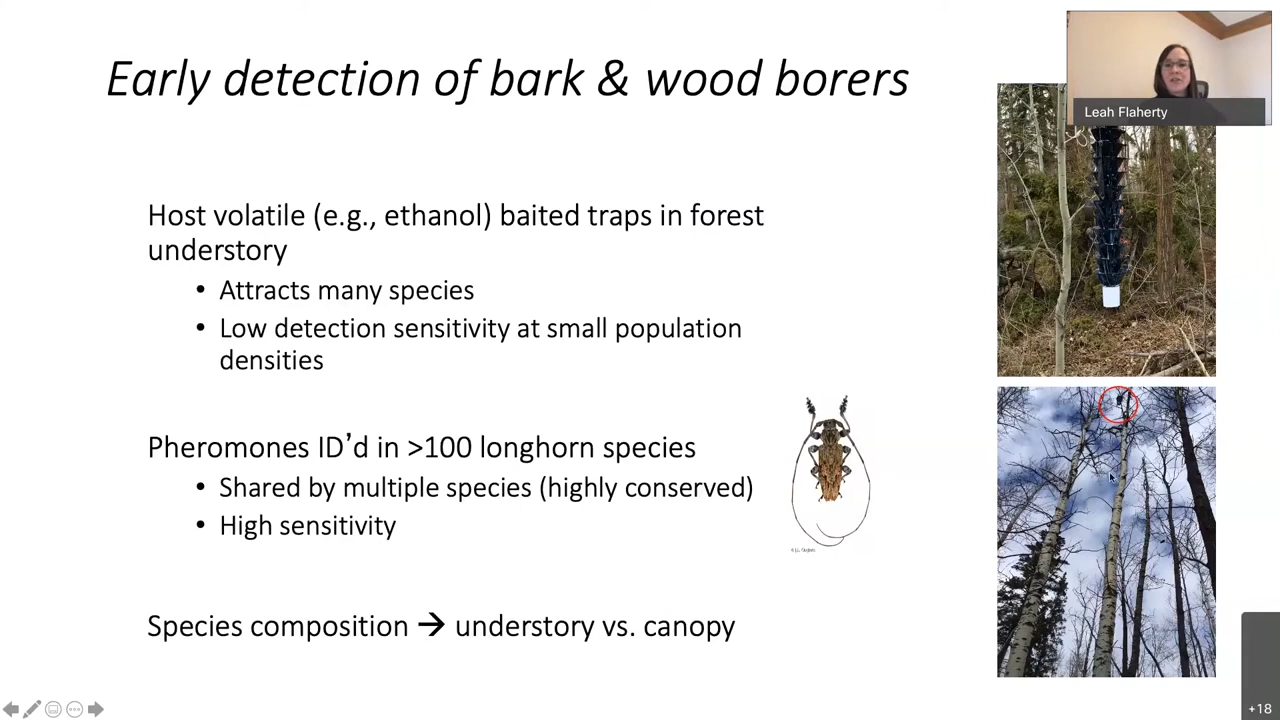 Early detection of bark & wood borers
Leah Flaherty
Host volatile (e.g., ethanol) baited traps in forest
understory
• Attracts many species
• Low detection sensitivity at small population
densities
Pheromones ID’d in >100 longhorn species
• Shared by multiple species (highly conserved)
• High sensitivity
Species composition → understory vs. canopy
+18